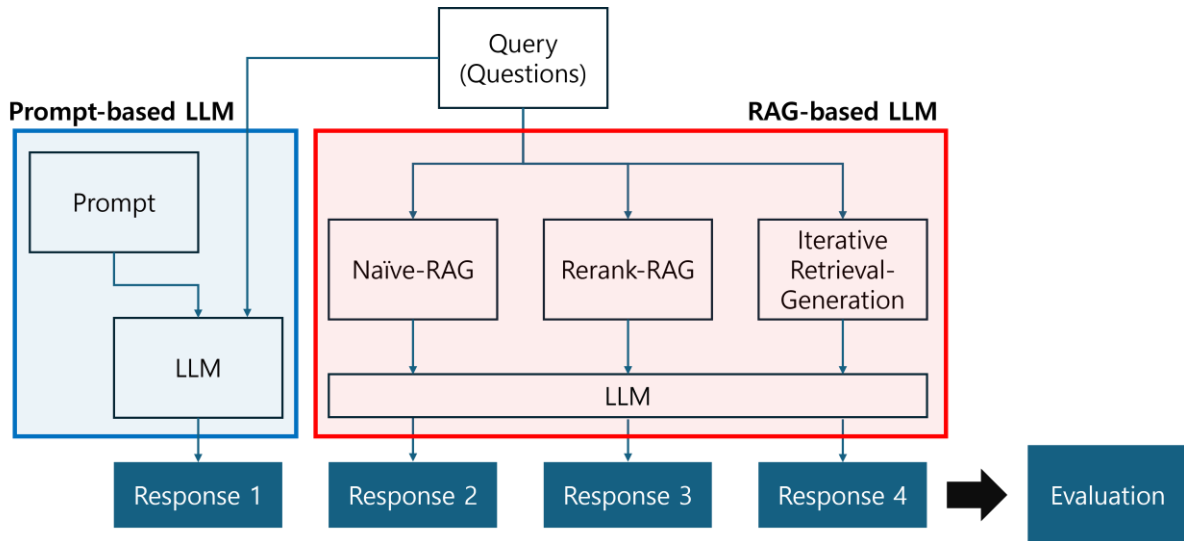 Query
(Questions)
Prompt-based LLM
RAG-based LLM
Prompt
Naïve-RAG
Rerank-RAG
Iterative
Retrieval-
Generation
LLM
LLM
Response 1
Response 2
Response 3
Response 4
Evaluation